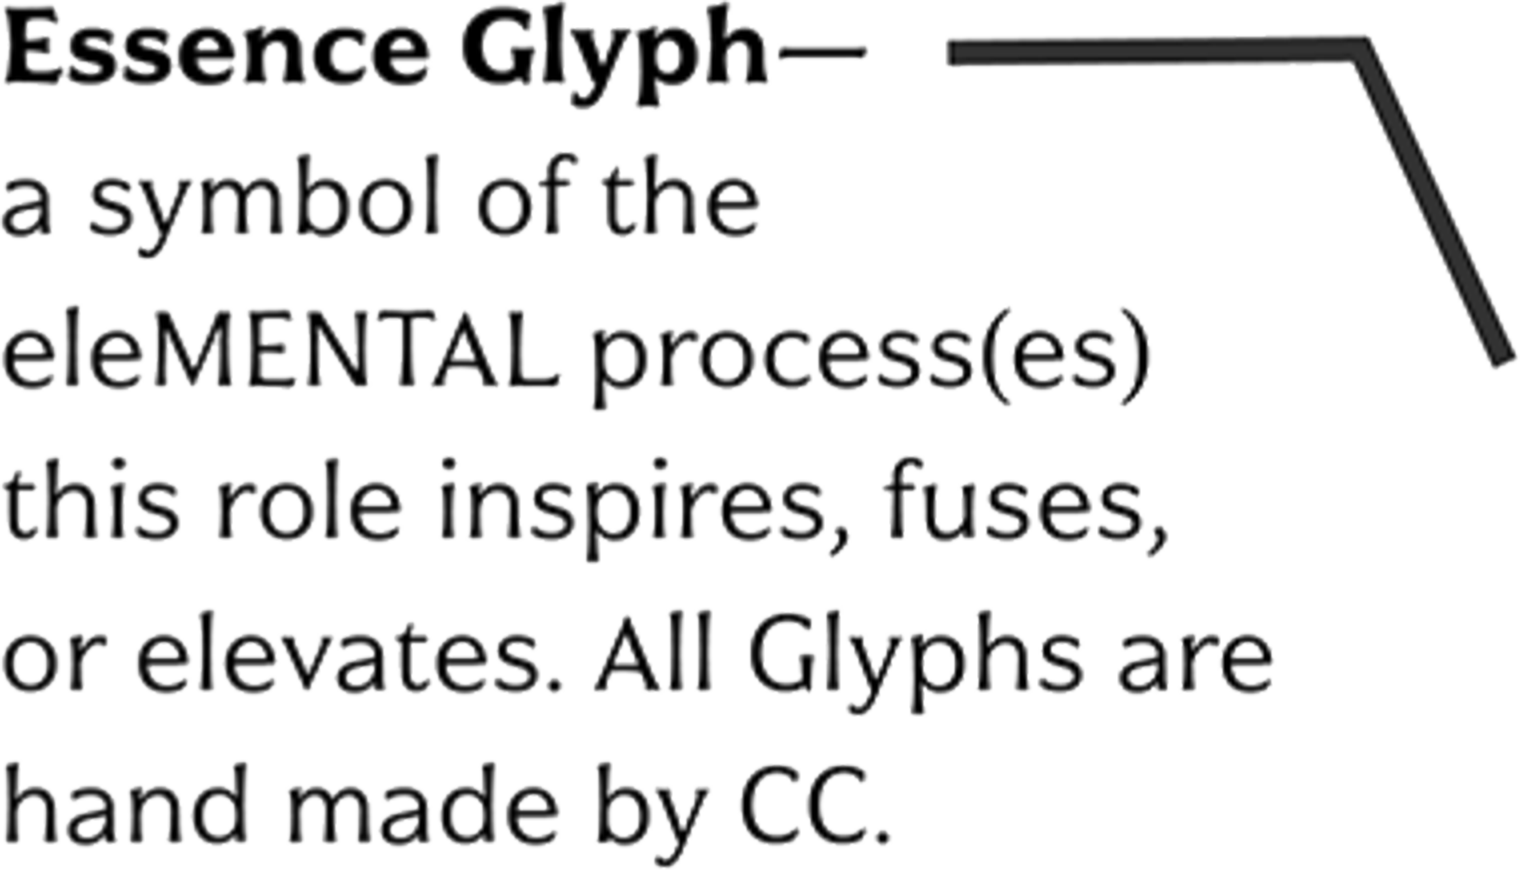 Essence Glyph—
a symbol of the
eleMENTAL process(es)
this role inspires, fuses,
or elevates. All Glyphs are
hand made by CC.